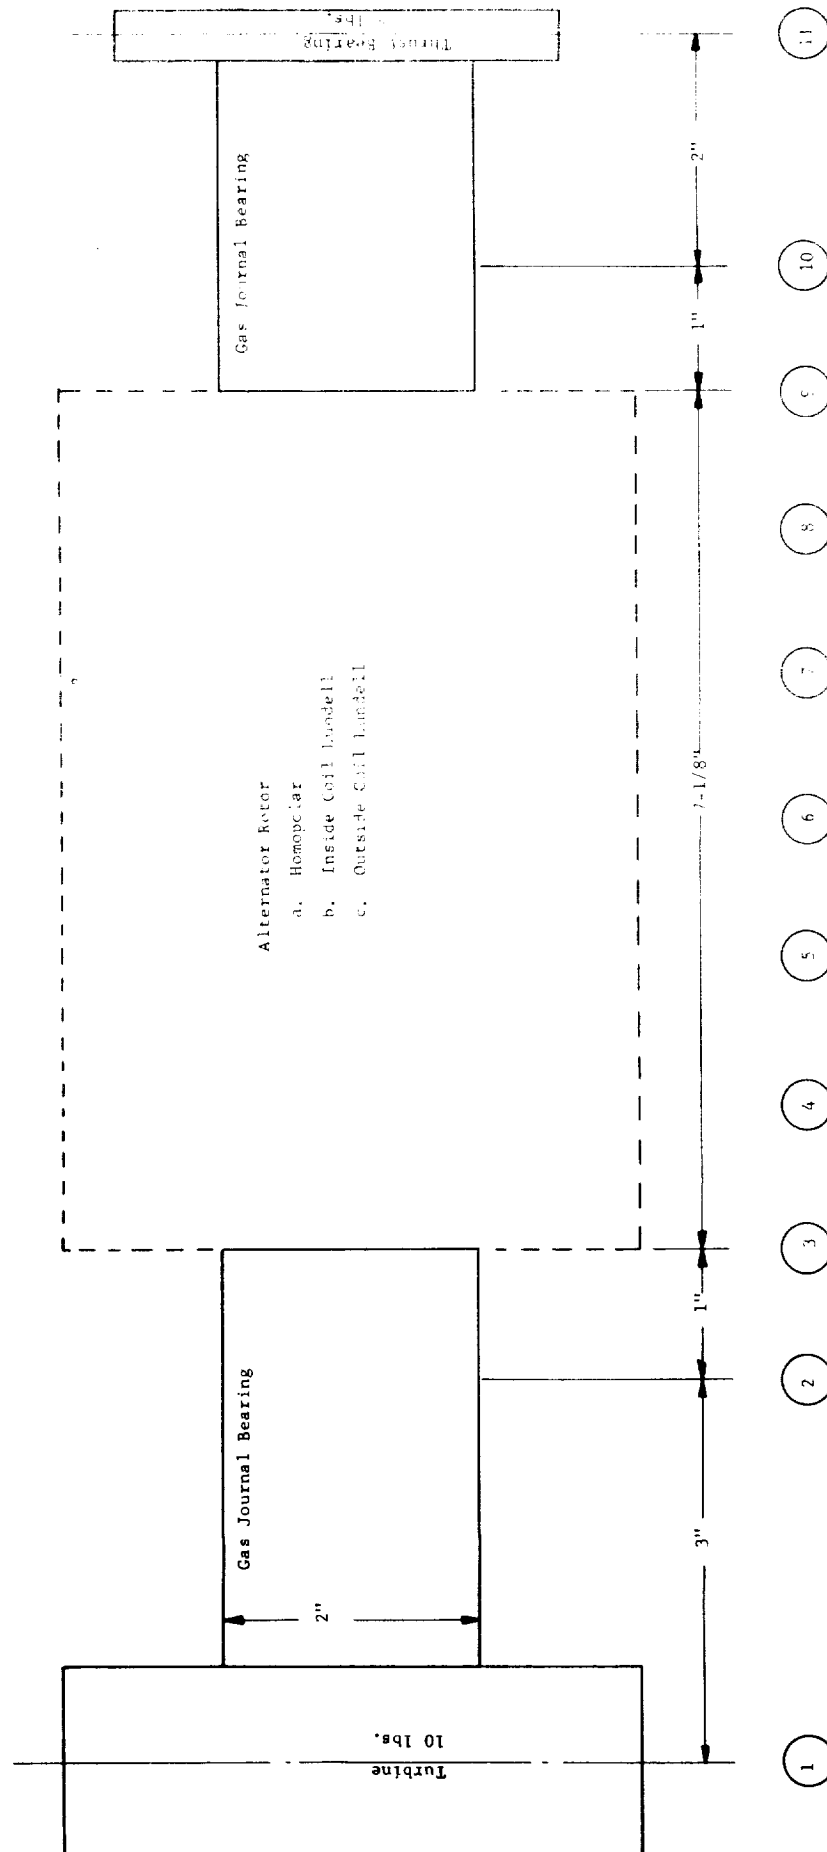 Turbine
10 lbs.
Gas Journal Bearing
2"
Alternator Rotor
a. Homopolar
b. Inside Coil Lundell
c. Outside Coil Lundell
Gas Journal Bearing
Thrust Bearing
lbs.
3"
1"
7-1/8"
1"
2"
1
2
3
4
5
6
7
8
9
10
11